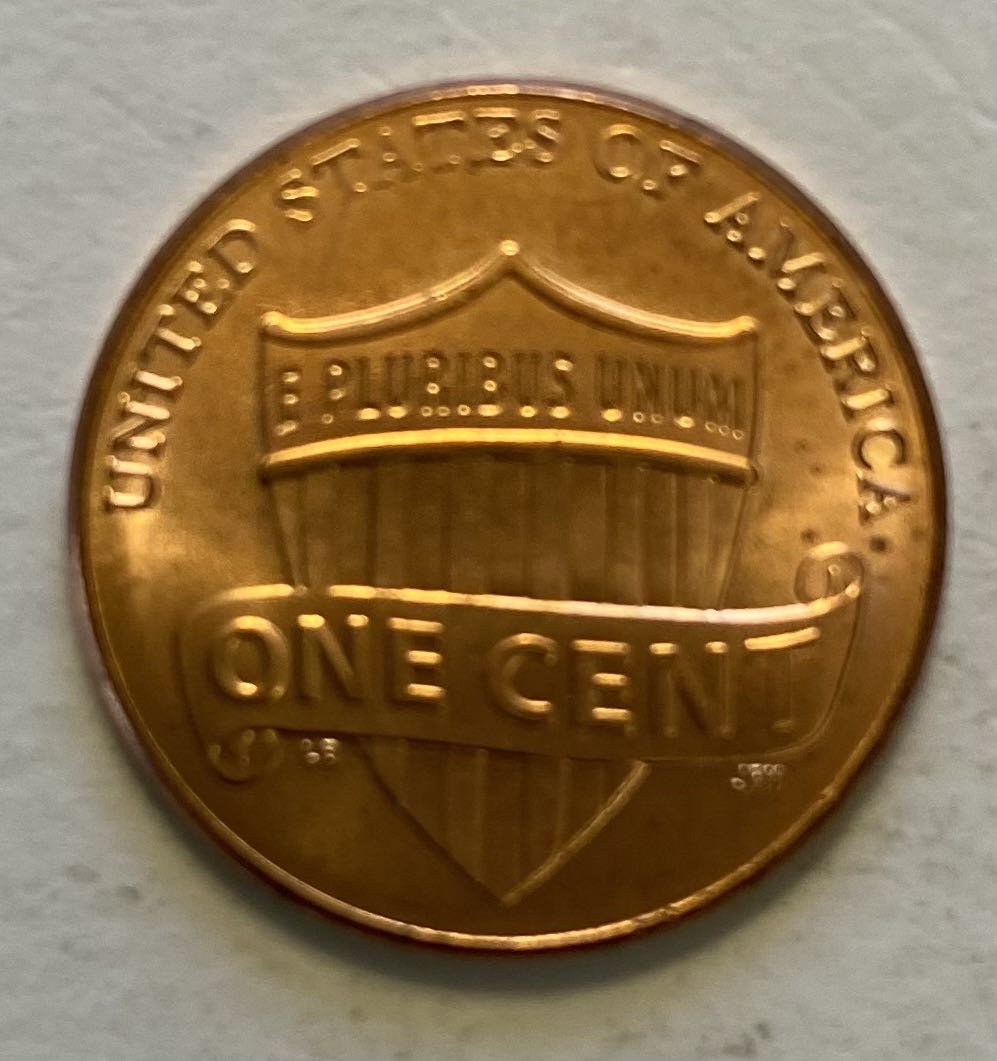 UNITED STATES OF AMERICA
E PLURIBUS UNUM
ONE CENT